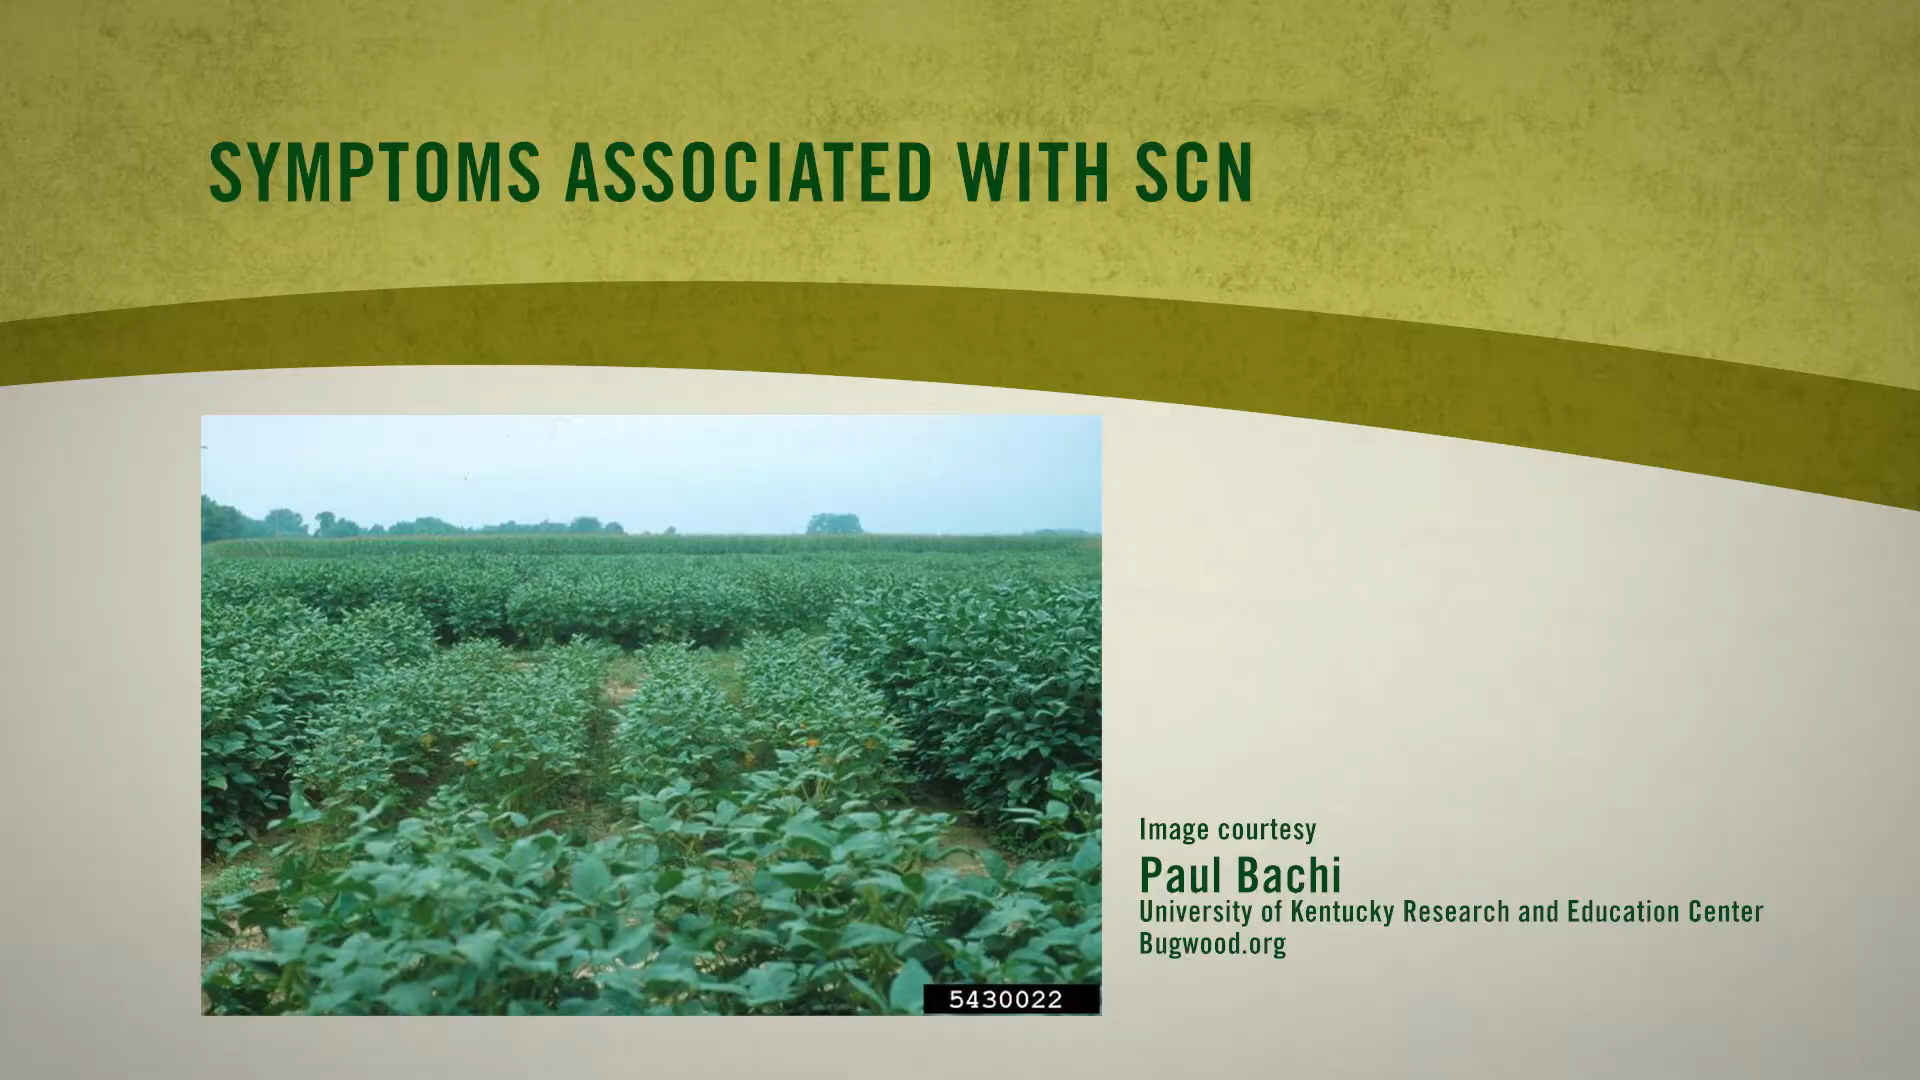 SYMPTOMS ASSOCIATED WITH SCN
Image courtesy
Paul Bachi
University of Kentucky Research and Education Center
Bugwood.org
5430022